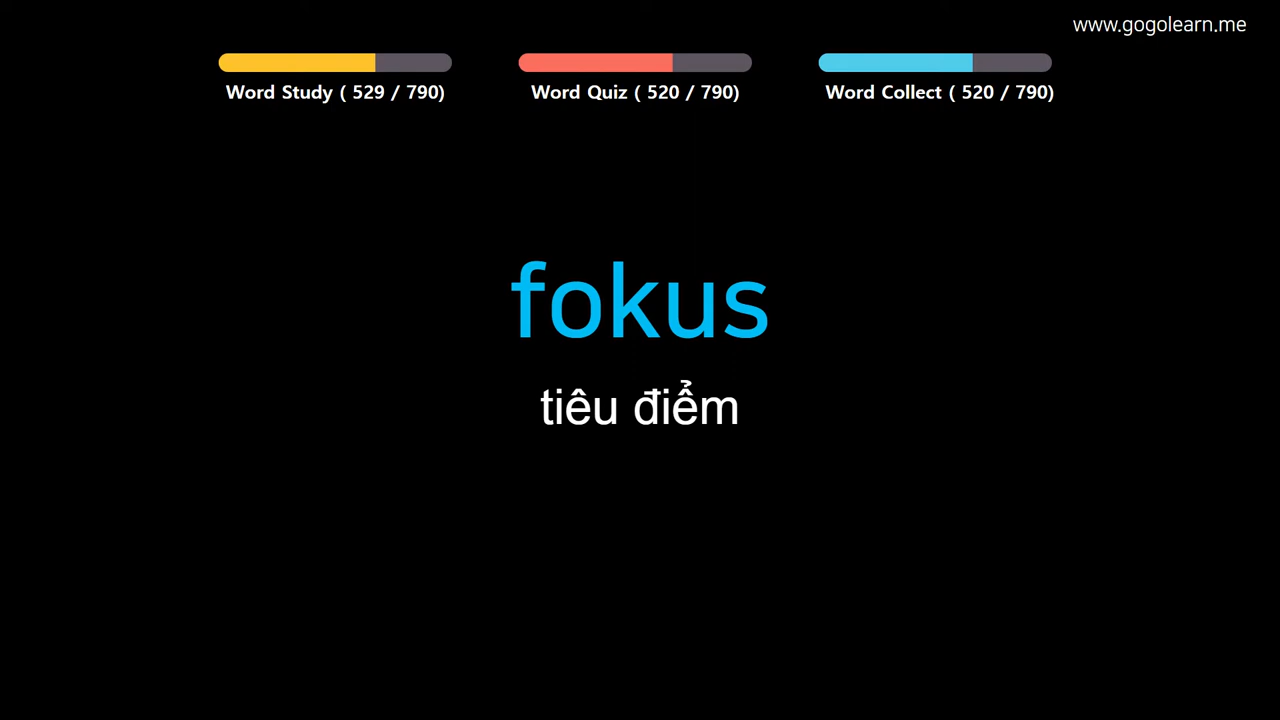 www.gogolearn.me
Word Study ( 529 / 790)
Word Quiz ( 520 / 790)
Word Collect ( 520 / 790)
fokus
tiêu điểm